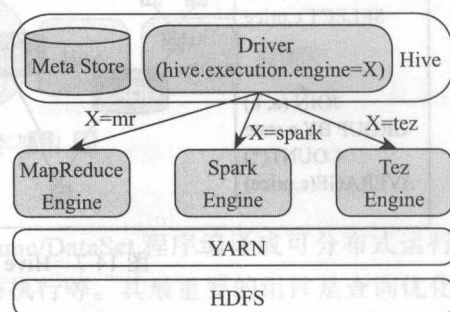 Driver
Meta Store
(hive.execution.engine=X)
Hive
X=mr
X=spark
X=tez
MapReduce
Engine
Spark
Engine
Tez
Engine
YARN
HDFS